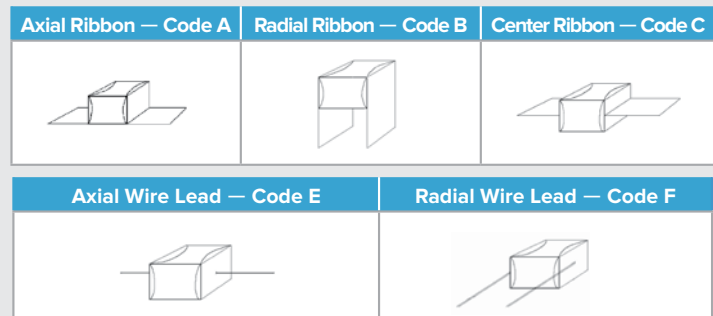 Axial Ribbon — Code A
Radial Ribbon — Code B
Center Ribbon — Code C
Axial Wire Lead — Code E
Radial Wire Lead — Code F